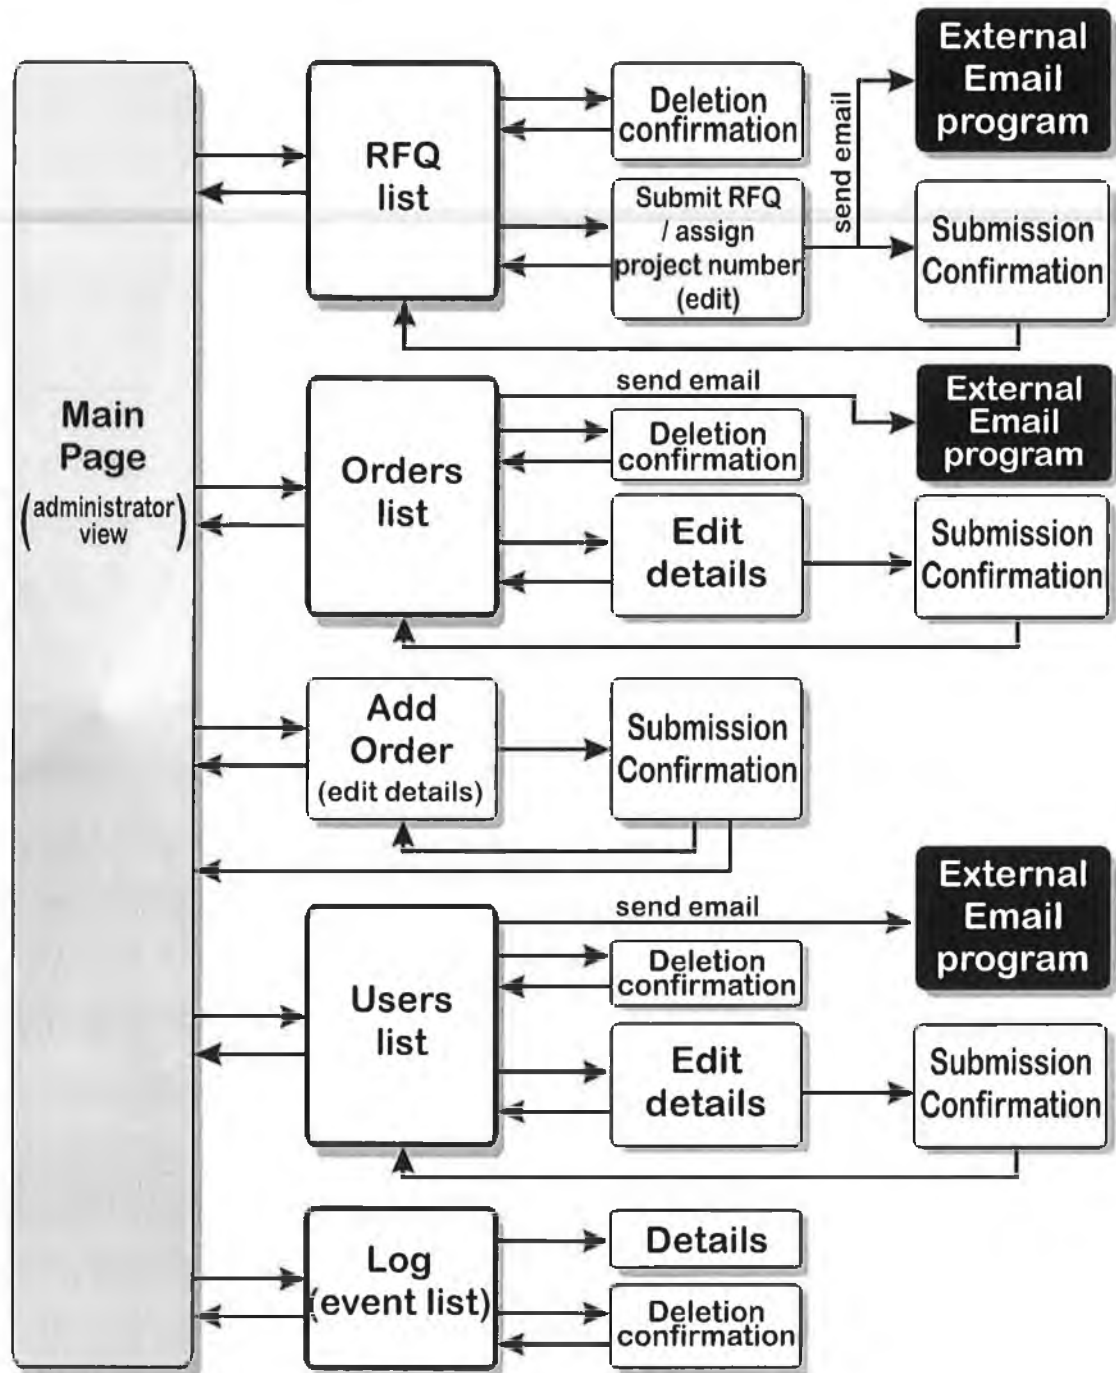 Main
Page
(administrator
view)
RFQ
list
Deletion
confirmation
Submit RFQ
/ assign
project number
(edit)
send email
External
Email
program
Submission
Confirmation
Orders
list
send email
External
Email
program
Deletion
confirmation
Edit
details
Submission
Confirmation
Add
Order
(edit details)
Submission
Confirmation
Users
list
send email
External
Email
program
Deletion
confirmation
Edit
details
Submission
Confirmation
Log
(event list)
Details
Deletion
confirmation